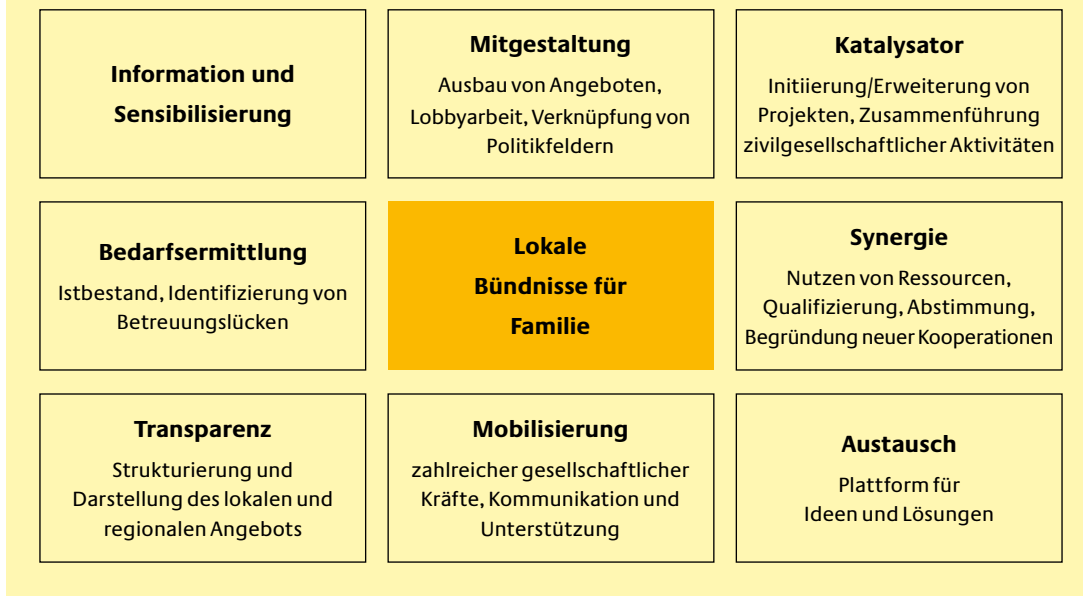 Information und
Sensibilisierung
Mitgestaltung
Ausbau von Angeboten,
Lobbyarbeit, Verknüpfung von
Politikfeldern
Katalysator
Initiierung/Erweiterung von
Projekten, Zusammenführung
zivilgesellschaftlicher Aktivitäten
Bedarfsermittlung
Istbestand, Identifizierung von
Betreuungslücken
Lokale
Bündnisse für
Familie
Synergie
Nutzen von Ressourcen,
Qualifizierung, Abstimmung,
Begründung neuer Kooperationen
Transparenz
Strukturierung und
Darstellung des lokalen und
regionalen Angebots
Mobilisierung
zahlreicher gesellschaftlicher
Kräfte, Kommunikation und
Unterstützung
Austausch
Plattform für
Ideen und Lösungen